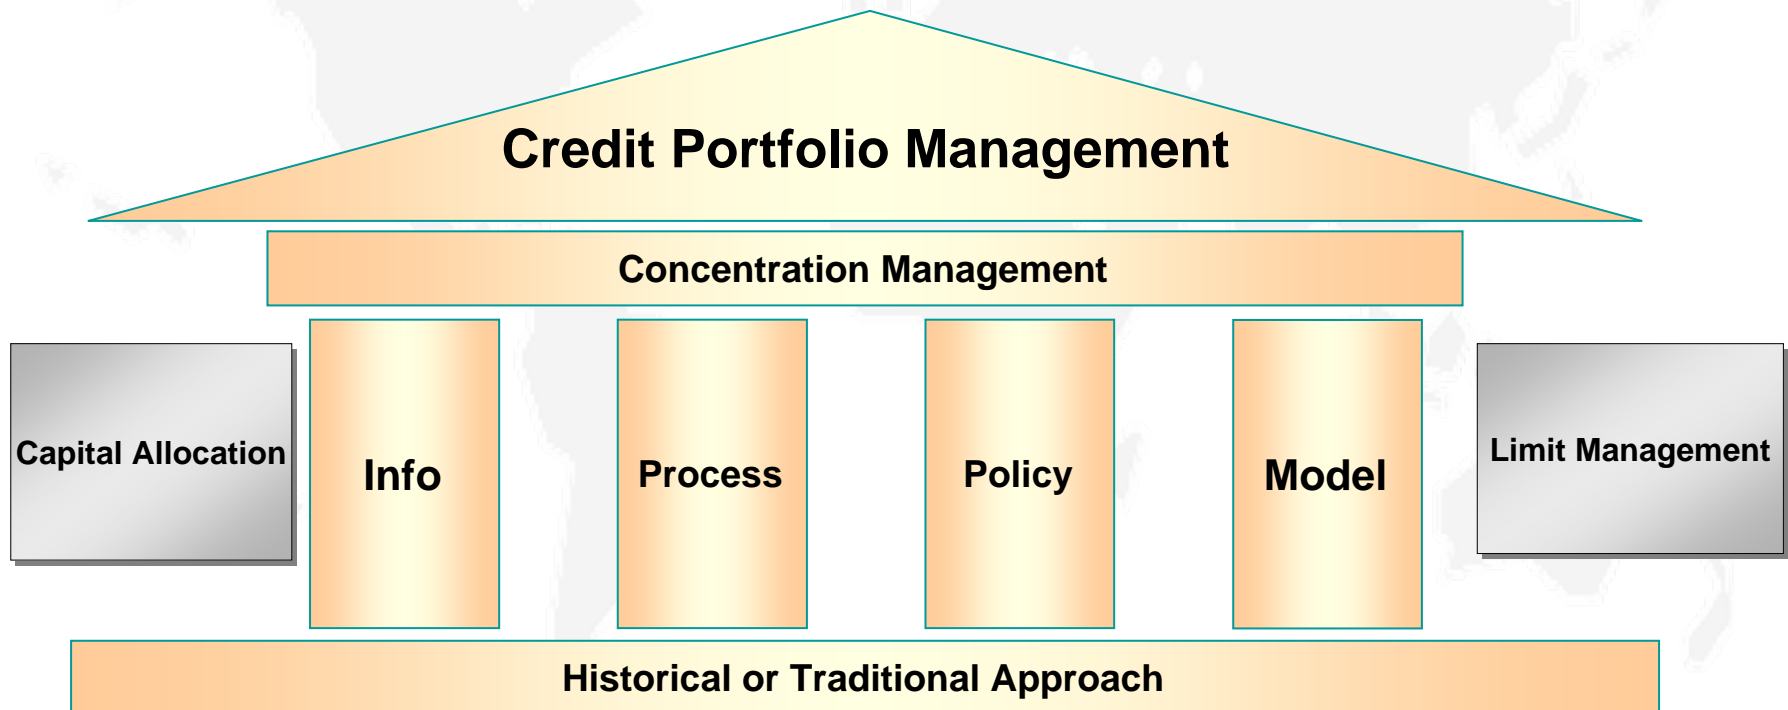 Credit Portfolio Management
Concentration Management
Capital Allocation
Info
Process
Policy
Model
Limit Management
Historical or Traditional Approach